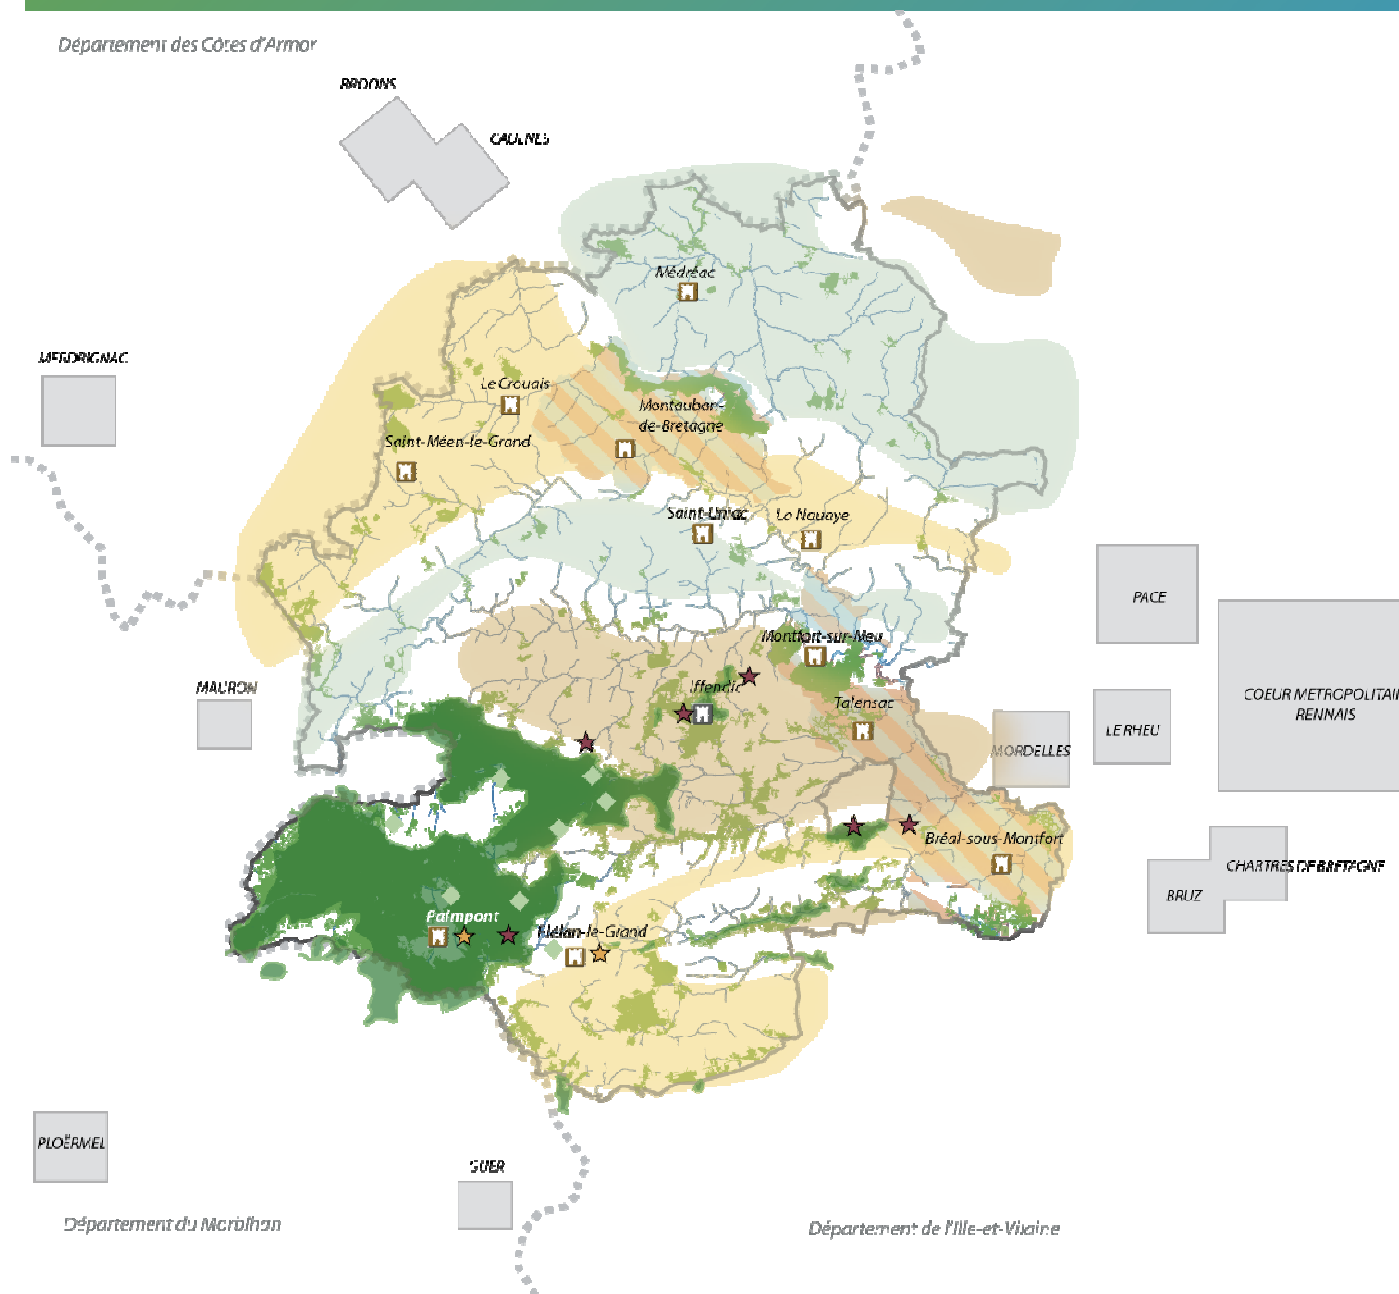 Département des Côtes d'Armor
BROONS
CAULNES
Médréac
MERDRIGNAC
Le Crouais
Montauban-
de-Bretagne
Saint-Méen-le-Grand
Saint-Uniac
La Nouaye
PACE
Montfort-sur-Meu
MAURON
Iffendic
COEUR METROPOLITAI
RENNAIS
Talensac
LE RHEU
MORDELLES
Bréal-sous-Montfort
CHARTRES DE BRETAGNE
BRUZ
Paimpont
Plélan-le-Grand
PLOËRMEL
GUER
Département du Morbihan
Département de l'Ille-et-Vilaine